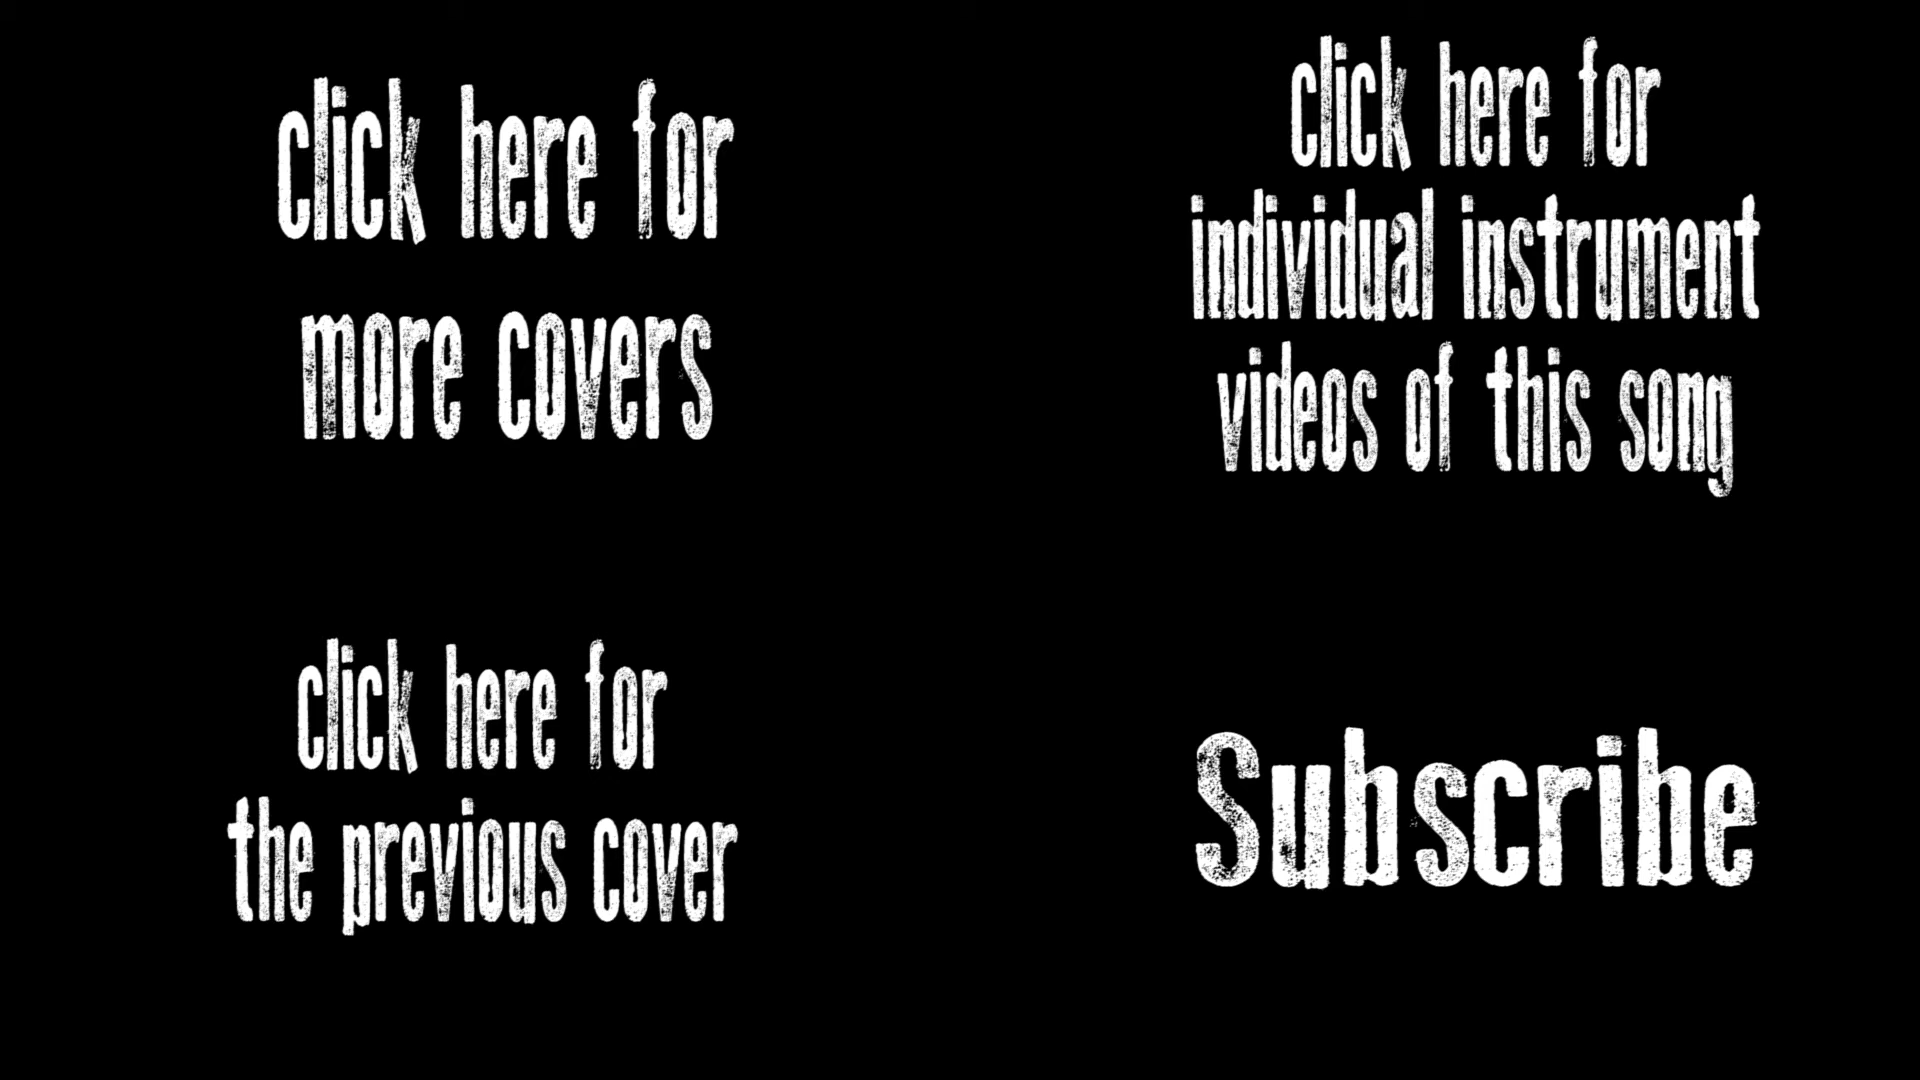 click here for
more covers
click here for
individual instrument
videos of this song
click here for
the previous cover
Subscribe